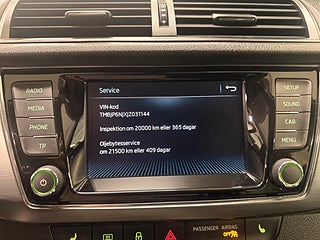 Service
VIN-kod
TMBJP6NJXJZ031144
Inspektion om 20000 km eller 365 dagar
Oljebytesservice
om 21500 km eller 409 dagar
RADIO
MEDIA
PHONE
TP
SETUP
SOUND
CAR
MENU
PASSENGER AIRBAG
OFF